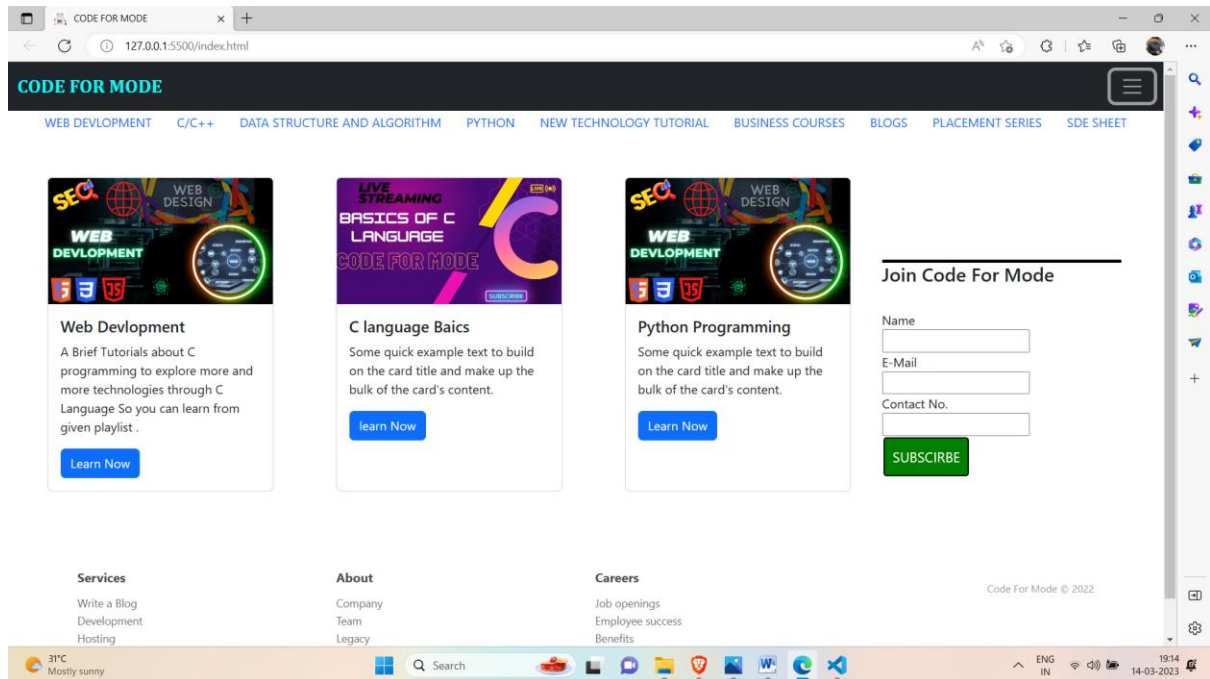 CODE FOR MODE
127.0.0.1:5500/index.html
CODE FOR MODE
WEB DEVLOPMENT C/C++ DATA STRUCTURE AND ALGORITHM PYTHON NEW TECHNOLOGY TUTORIAL BUSINESS COURSES BLOGS PLACEMENT SERIES SDE SHEET
SEO
WEB
DESIGN
WEB
DEVLOPMENT
5 3 JS
Web Devlopment
A Brief Tutorials about C
programming to explore more and
more technologies through C
Language So you can learn from
given playlist .
Learn Now
LIVE
STREAMING
LIVE
BASICS OF C
LANGUAGE
CODE FOR MODE
SUBSCRIBE
C language Baics
Some quick example text to build
on the card title and make up the
bulk of the card's content.
learn Now
SEO
WEB
DESIGN
WEB
DEVLOPMENT
5 3 JS
Python Programming
Some quick example text to build
on the card title and make up the
bulk of the card's content.
Learn Now
Join Code For Mode
Name
E-Mail
Contact No.
SUBSCIRBE
Services
Write a Blog
Development
Hosting
About
Company
Team
Legacy
Careers
Job openings
Employee success
Benefits
Code For Mode © 2022
31°C
Mostly sunny
Search
ENG
IN
19:14
14-03-2023